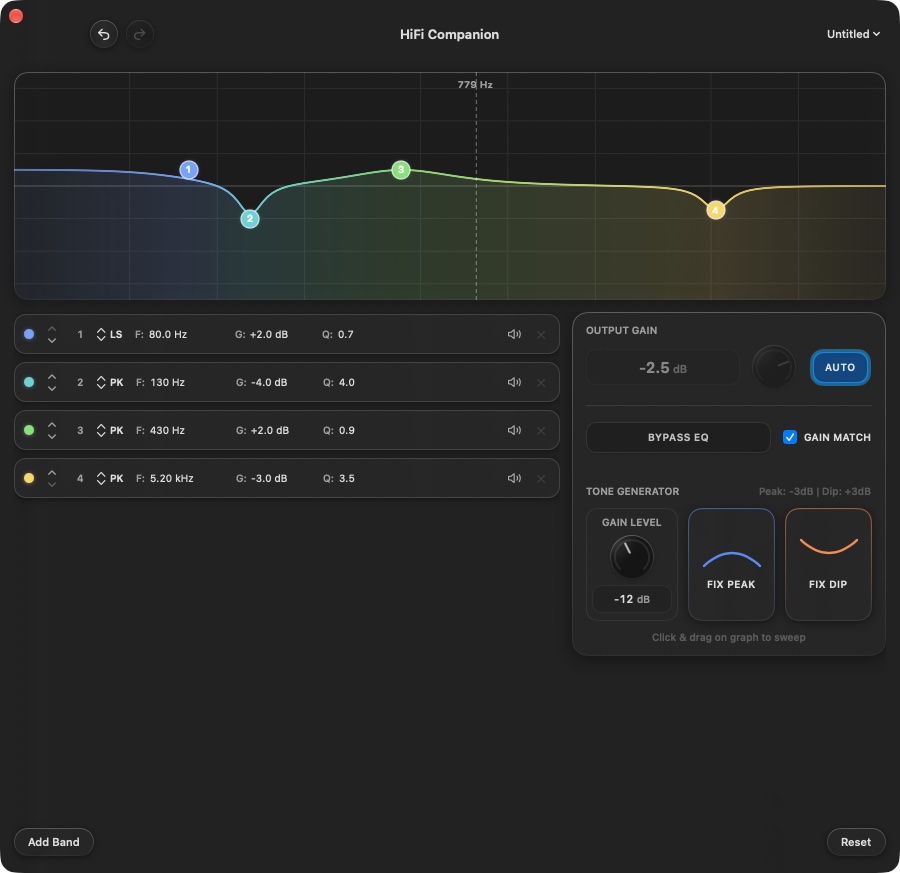 HiFi Companion
Untitled
779 Hz
1
2
3
4
1 LS F: 80.0 Hz G: +2.0 dB Q: 0.7
2 PK F: 130 Hz G: -4.0 dB Q: 4.0
3 PK F: 430 Hz G: +2.0 dB Q: 0.9
4 PK F: 5.20 kHz G: -3.0 dB Q: 3.5
OUTPUT GAIN
-2.5 dB AUTO
BYPASS EQ GAIN MATCH
TONE GENERATOR Peak: -3dB | Dip: +3dB
GAIN LEVEL
-12 dB
FIX PEAK
FIX DIP
Click & drag on graph to sweep
Add Band
Reset